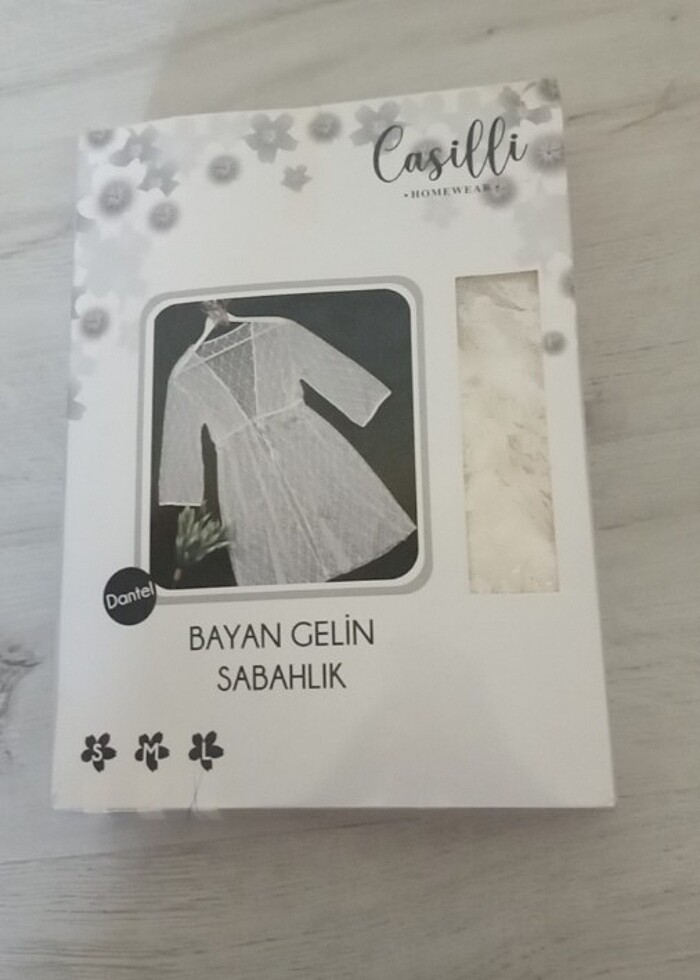 Casilli
• HOMEWEAR •
Dantel
BAYAN GELİN
SABAHLIK
S M L